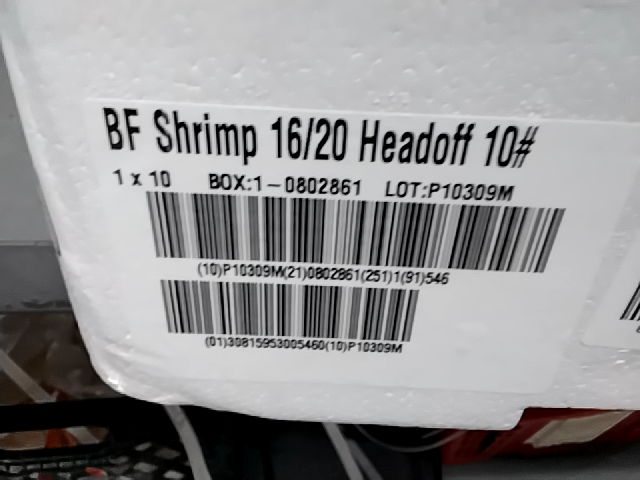 BF Shrimp 16/20 Headoff 10#
1 x 10 BOX:1-0802861 LOT:P10309M
(10)P10309M(21)0802861(251)1(91)546
(01)30815953005460(10)P10309M